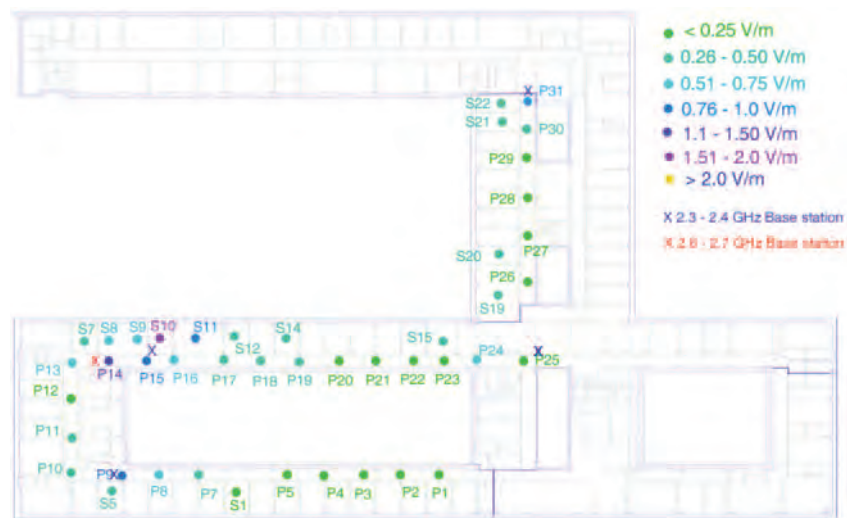 < 0.25 V/m
0.26 - 0.50 V/m
0.51 - 0.75 V/m
0.76 - 1.0 V/m
1.1 - 1.50 V/m
1.51 - 2.0 V/m
> 2.0 V/m
X 2.3 - 2.4 GHz Base station
X 2.6 - 2.7 GHz Base station
X P31
S22
S21 P30
P29
P28
P27
S20
P26
S19
S7 S8 S9 S10 S11 S12 S14 S15
X
P13 X P14 P15 P16 P17 P18 P19 P20 P21 P22 P23 P24 X P25
P12
P11
P10 P9 X P8 P7 P5 P4 P3 P2 P1
S5 S1